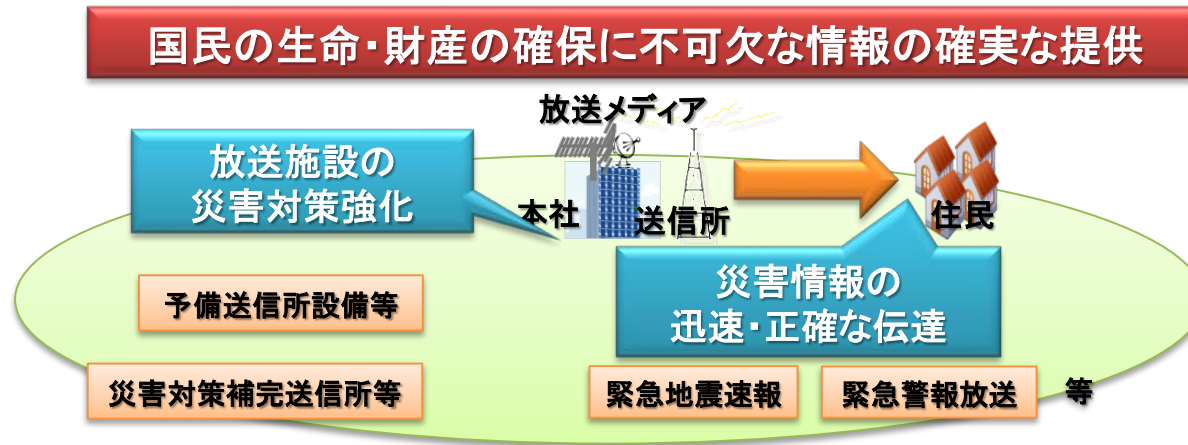 国民の生命・財産の確保に不可欠な情報の確実な提供
放送メディア
放送施設の
災害対策強化
本社
送信所
住民
災害情報の
迅速・正確な伝達
予備送信所設備等
災害対策補完送信所等
緊急地震速報
緊急警報放送
等